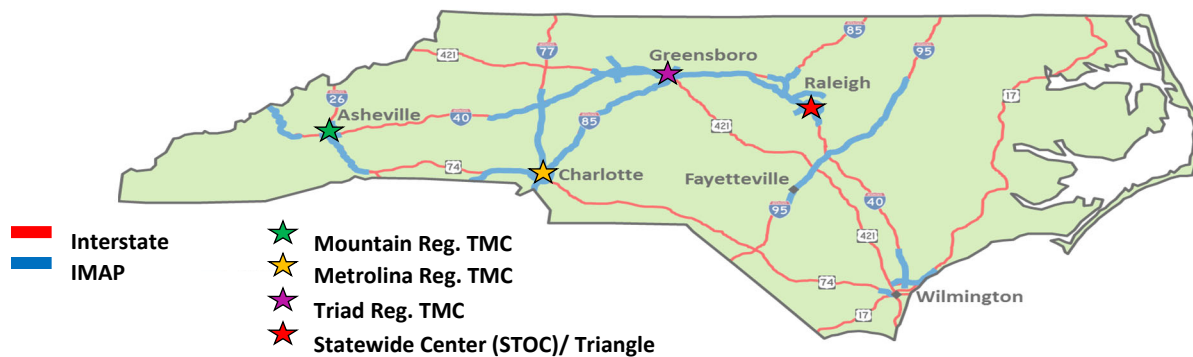 421
77
85
95
Greensboro
Raleigh
17
26
Asheville
40
85
421
74
Charlotte
Fayetteville
95
40
421
74
Wilmington
17
Interstate
IMAP
Mountain Reg. TMC
Metrolina Reg. TMC
Triad Reg. TMC
Statewide Center (STOC)/ Triangle